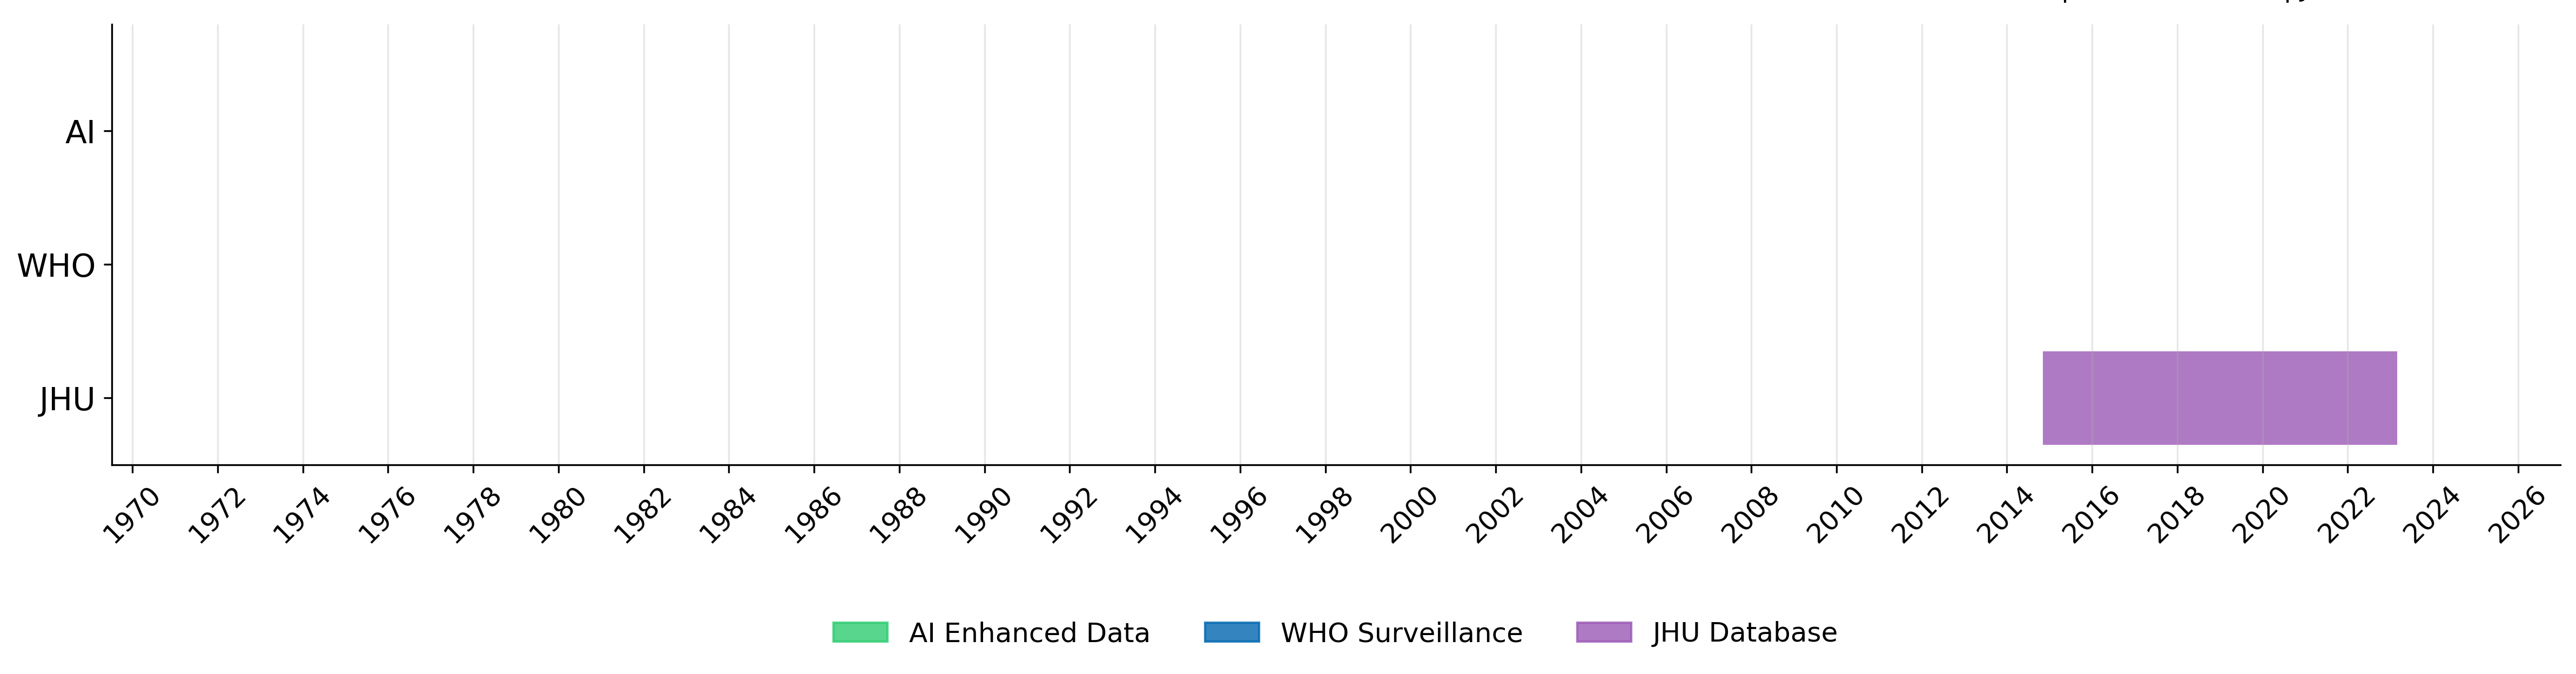 AI
WHO
JHU
1970 1972 1974 1976 1978 1980 1982 1984 1986 1988 1990 1992 1994 1996 1998 2000 2002 2004 2006 2008 2010 2012 2014 2016 2018 2020 2022 2024 2026
AI Enhanced Data WHO Surveillance JHU Database